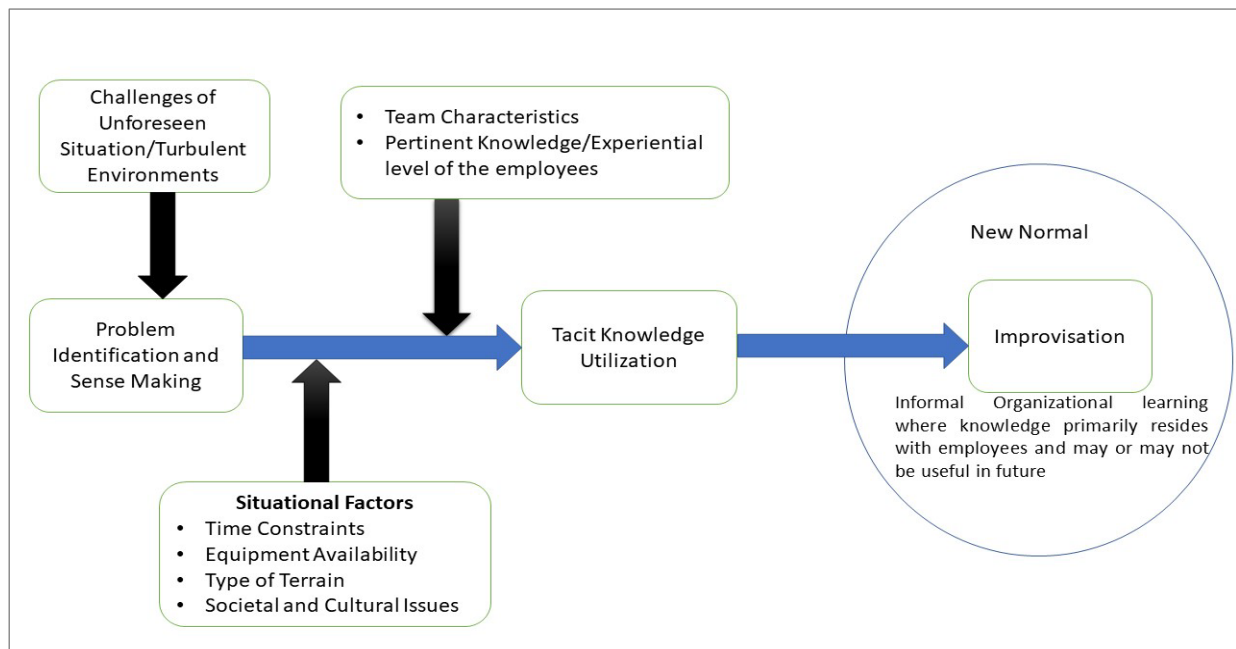 Challenges of
Unforeseen
Situation/Turbulent
Environments
• Team Characteristics
• Pertinent Knowledge/Experiential
level of the employees
New Normal
Problem
Identification and
Sense Making
Tacit Knowledge
Utilization
Improvisation
Informal Organizational learning
where knowledge primarily resides
with employees and may or may not
be useful in future
Situational Factors
• Time Constraints
• Equipment Availability
• Type of Terrain
• Societal and Cultural Issues